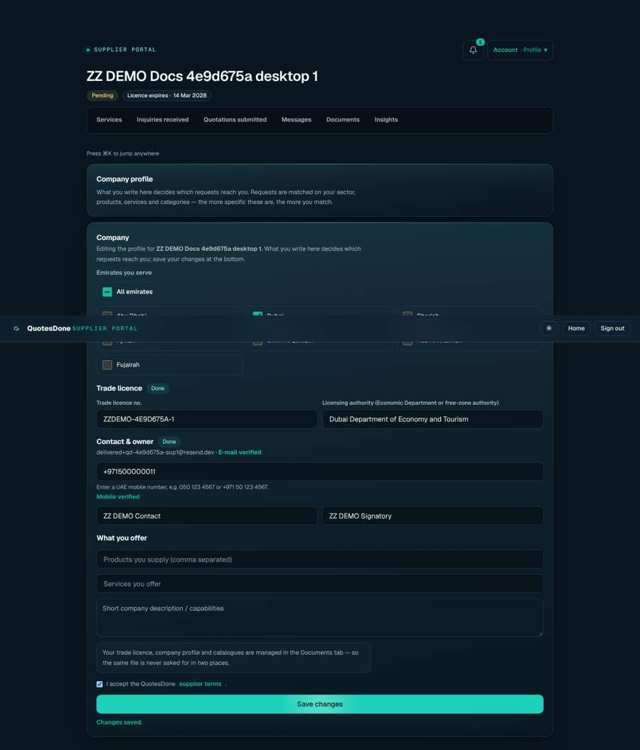 SUPPLIER PORTAL
5
Account · Profile
ZZ DEMO Docs 4e9d675a desktop 1
Pending
Licence expires · 14 Mar 2028
Services
Inquiries received
Quotations submitted
Messages
Documents
Insights
Press ⌘K to jump anywhere
Company profile
What you write here decides which requests reach you. Requests are matched on your sector,
products, services and categories — the more specific these are, the more you match.
Company
Editing the profile for ZZ DEMO Docs 4e9d675a desktop 1. What you write here decides which
requests reach you; save your changes at the bottom.
Emirates you serve
All emirates
QuotesDone SUPPLIER PORTAL
Home
Sign out
Fujairah
Trade licence Done
Trade licence no.
Licensing authority (Economic Department or free-zone authority)
ZZDEMO-4E9D675A-1
Dubai Department of Economy and Tourism
Contact & owner Done
delivered+qd-4e9d675a-sup1@resend.dev · E-mail verified
+971500000011
Enter a UAE mobile number, e.g. 050 123 4567 or +971 50 123 4567.
Mobile verified
ZZ DEMO Contact
ZZ DEMO Signatory
What you offer
Products you supply (comma separated)
Services you offer
Short company description / capabilities
Your trade licence, company profile and catalogues are managed in the Documents tab — so
the same file is never asked for in two places.
I accept the QuotesDone supplier terms .
Save changes
Changes saved.